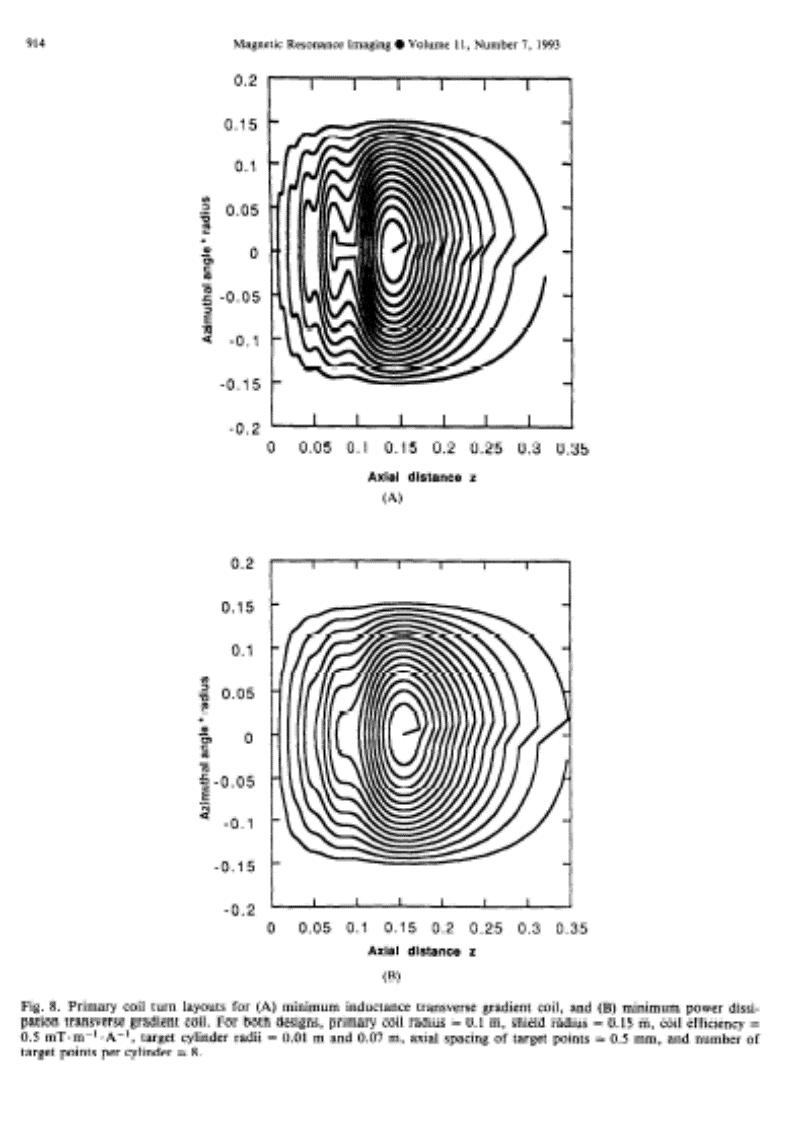 914
Magnetic Resonance Imaging ● Volume 11, Number 7, 1993
0.2
0.15
0.1
0.05
0
-0.05
-0.1
-0.15
-0.2
Azimuthal angle * radius
0 0.05 0.1 0.15 0.2 0.25 0.3 0.35
Axial distance z
(A)
0.2
0.15
0.1
0.05
0
-0.05
-0.1
-0.15
-0.2
Azimuthal angle * radius
0 0.05 0.1 0.15 0.2 0.25 0.3 0.35
Axial distance z
(B)
Fig. 8. Primary coil turn layouts for (A) minimum inductance transverse gradient coil, and (B) minimum power dissi-
pation transverse gradient coil. For both designs, primary coil radius = 0.1 m, shield radius = 0.15 m, coil efficiency =
0.5 mT·m⁻¹·A⁻¹, target cylinder radii = 0.01 m and 0.07 m, axial spacing of target points = 0.5 mm, and number of
target points per cylinder = 8.